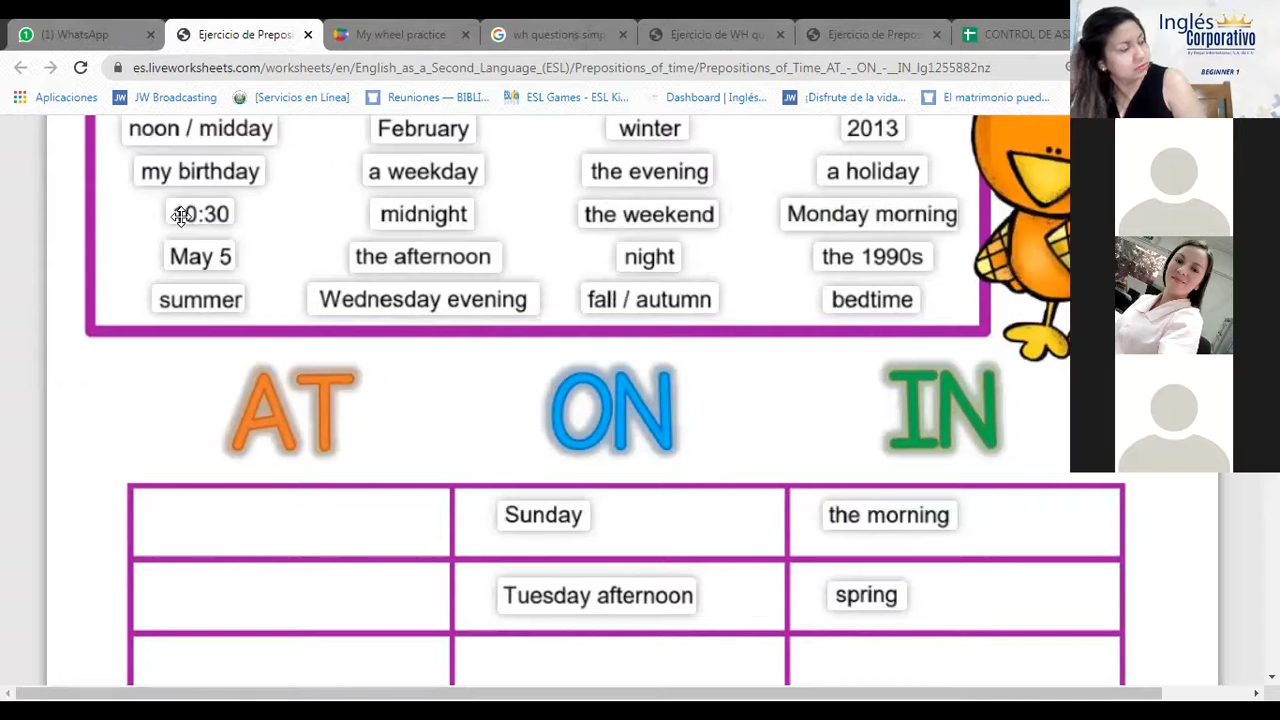 (1) WhatsApp
Ejercicio de Prepos
My wheel practice
wh questions simp
Ejercicio de WH q
Ejercicio de Prepos
CONTROL DE AS
es.liveworksheets.com/worksheets/en/English_as_a_Second_Language_(ESL)/Prepositions_of_time/Prepositions_of_Time_AT_-_ON_-__IN_lg1255882nz
Aplicaciones
JW Broadcasting
[Servicios en Línea]
Reuniones — BIBLI...
ESL Games - ESL Ki...
Dashboard | Inglés...
¡Disfrute de la vida...
El matrimonio pued...
Inglés
Corporativo
BEGINNER 1
noon / midday February winter 2013
my birthday a weekday the evening a holiday
0:30 midnight the weekend Monday morning
May 5 the afternoon night the 1990s
summer Wednesday evening fall / autumn bedtime
AT ON IN
Sunday the morning
Tuesday afternoon spring